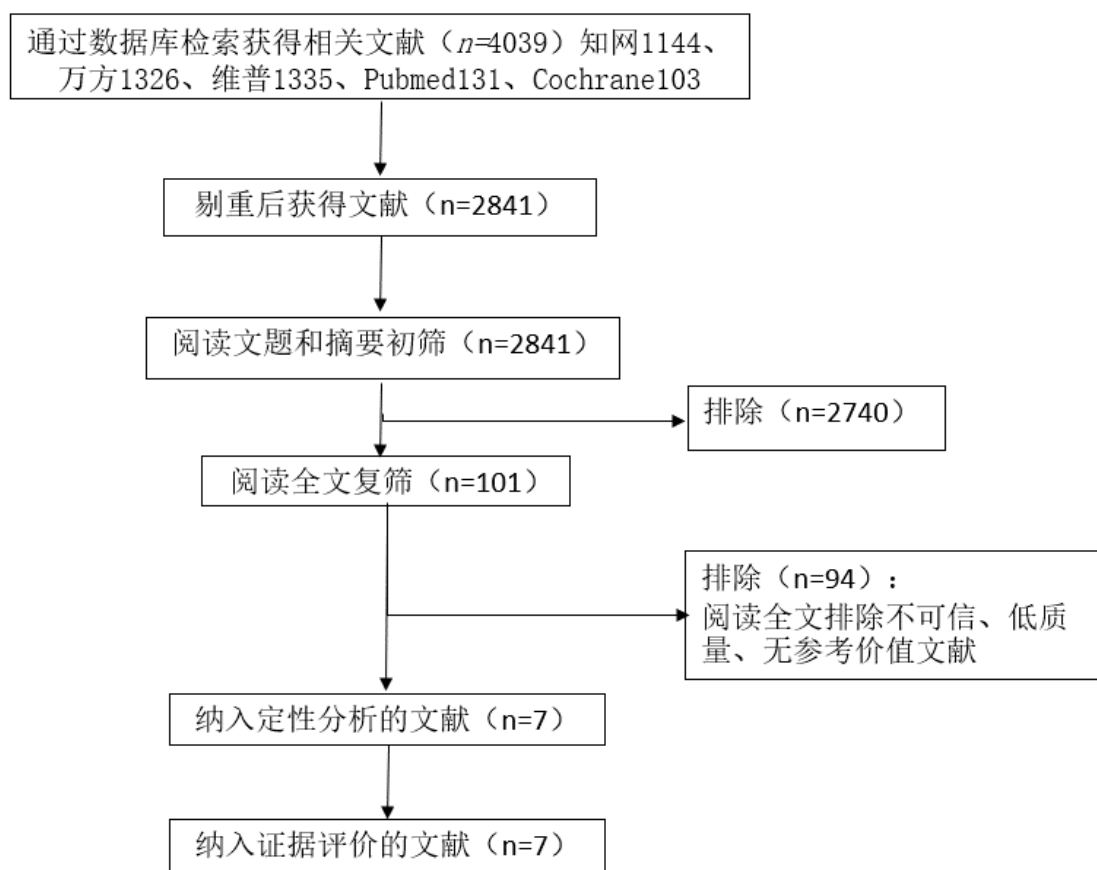 通过数据库检索获得相关文献（n=4039）知网1144、
万方1326、维普1335、Pubmed131、Cochrane103
剔重后获得文献（n=2841）
阅读文题和摘要初筛（n=2841）
排除（n=2740）
阅读全文复筛（n=101）
排除（n=94）：
阅读全文排除不可信、低质
量、无参考价值文献
纳入定性分析的文献（n=7）
纳入证据评价的文献（n=7）